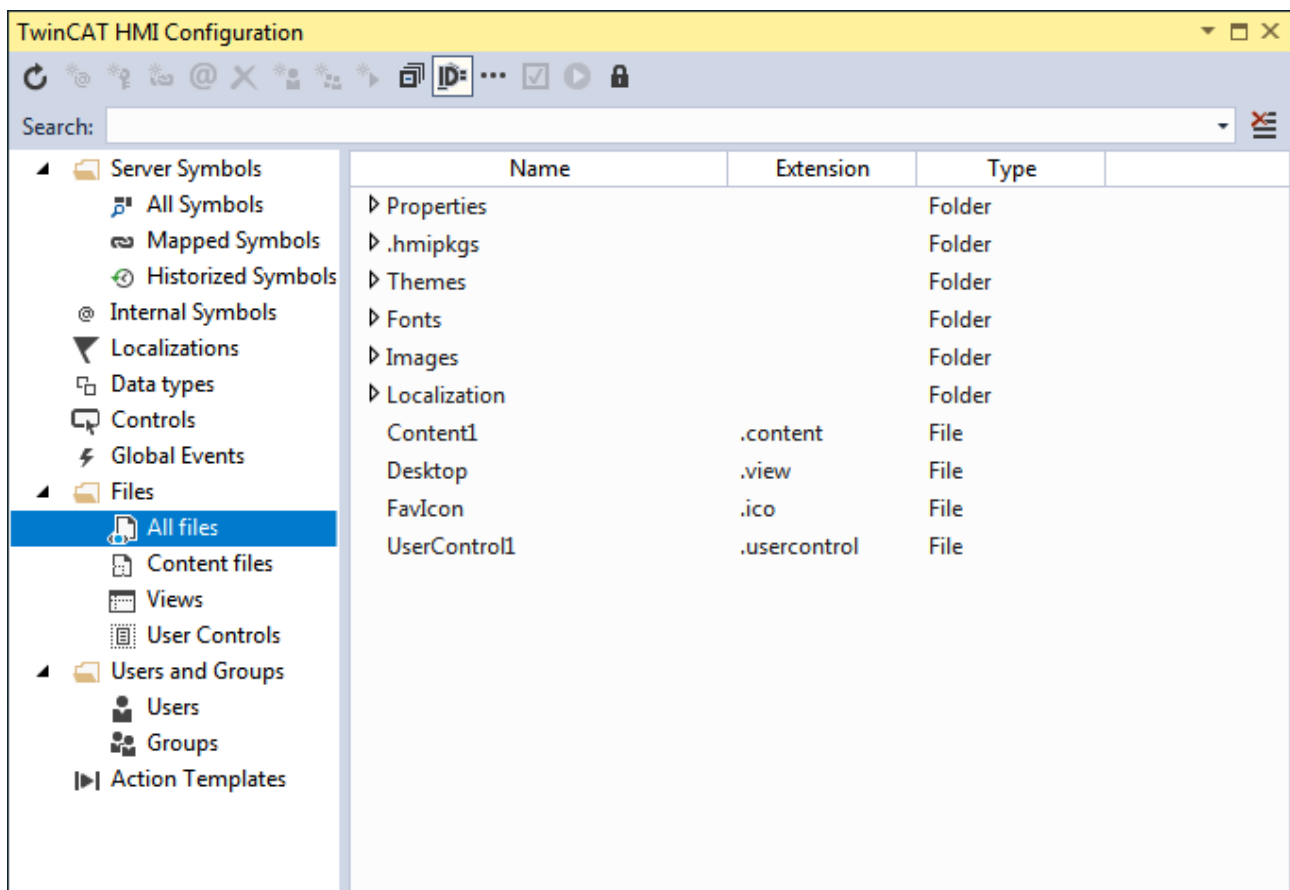 TwinCAT HMI Configuration
Search:
Server Symbols
All Symbols
Mapped Symbols
Historized Symbols
Internal Symbols
Localizations
Data types
Controls
Global Events
Files
All files
Content files
Views
User Controls
Users and Groups
Users
Groups
Action Templates
Name Extension Type
Properties Folder
.hmipkgs Folder
Themes Folder
Fonts Folder
Images Folder
Localization Folder
Content1 .content File
Desktop .view File
FavIcon .ico File
UserControl1 .usercontrol File